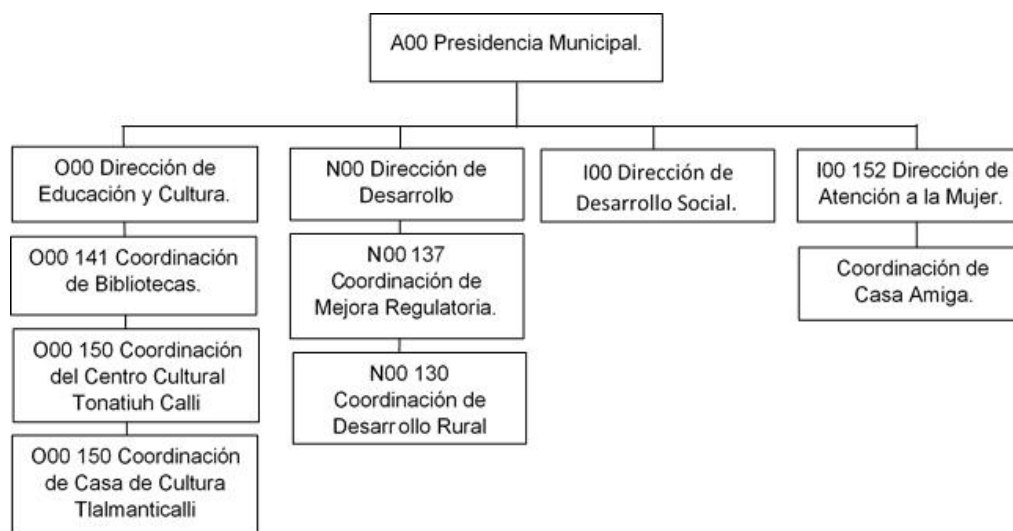 A00 Presidencia Municipal.
O00 Dirección de
Educación y Cultura.
O00 141 Coordinación
de Bibliotecas.
O00 150 Coordinación
del Centro Cultural
Tonatiuh Calli
O00 150 Coordinación
de Casa de Cultura
Tlalmanticalli
N00 Dirección de
Desarrollo
N00 137
Coordinación de
Mejora Regulatoria.
N00 130
Coordinación de
Desarrollo Rural
I00 Dirección de
Desarrollo Social.
I00 152 Dirección de
Atención a la Mujer.
Coordinación de
Casa Amiga.